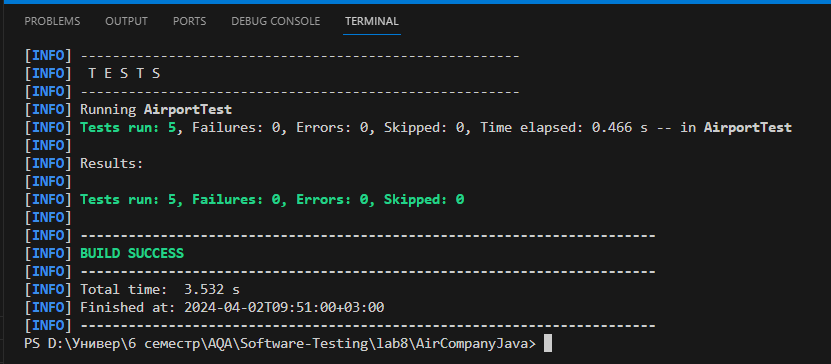 PROBLEMS OUTPUT PORTS DEBUG CONSOLE TERMINAL
[INFO] -------------------------------------------------------
[INFO]  T E S T S
[INFO] -------------------------------------------------------
[INFO] Running AirportTest
[INFO] Tests run: 5, Failures: 0, Errors: 0, Skipped: 0, Time elapsed: 0.466 s -- in AirportTest
[INFO]
[INFO] Results:
[INFO]
[INFO] Tests run: 5, Failures: 0, Errors: 0, Skipped: 0
[INFO]
[INFO] ------------------------------------------------------------------------
[INFO] BUILD SUCCESS
[INFO] ------------------------------------------------------------------------
[INFO] Total time:  3.532 s
[INFO] Finished at: 2024-04-02T09:51:00+03:00
[INFO] ------------------------------------------------------------------------
PS D:\Универ\6 семестр\AQA\Software-Testing\lab8\AirCompanyJava>